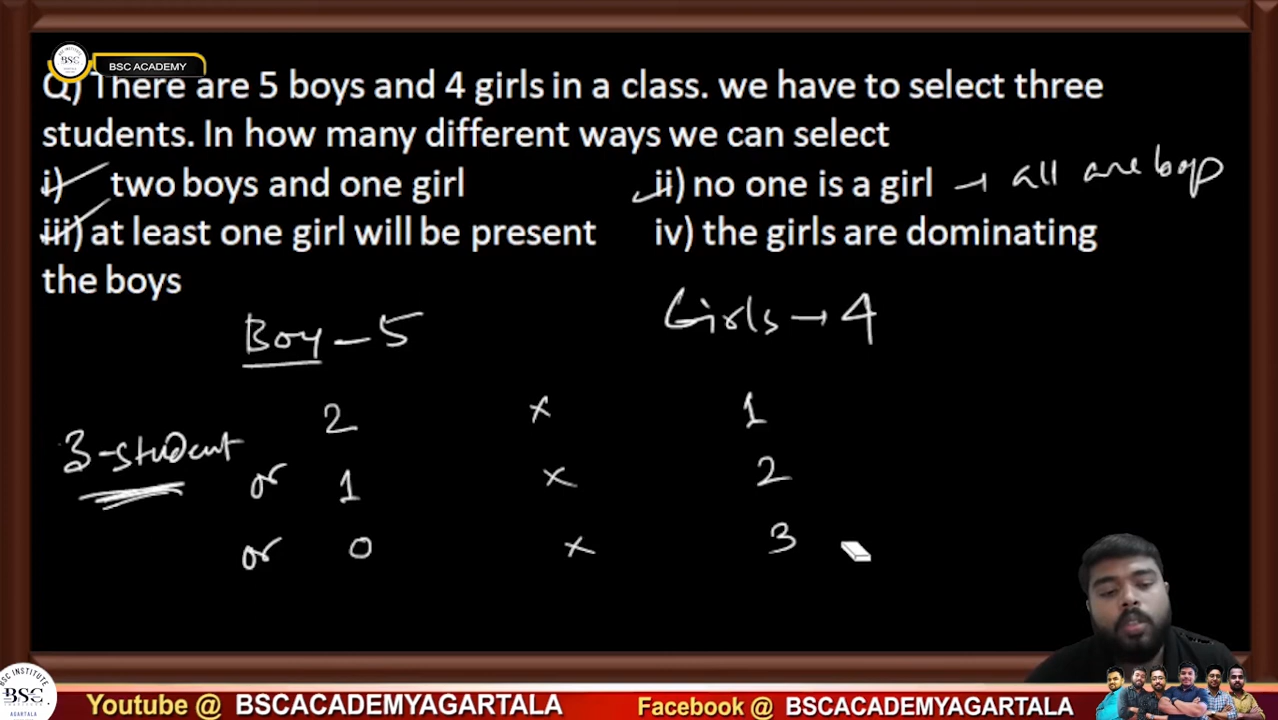 BSC ACADEMY
Q) There are 5 boys and 4 girls in a class. we have to select three
students. In how many different ways we can select
i) two boys and one girl ii) no one is a girl → all are boys
iii) at least one girl will be present iv) the girls are dominating
the boys
Boy - 5 Girls → 4
2 × 1
3-student
or 1 × 2
or 0 × 3
BSC INSTITUTE
AGARTALA
Youtube @ BSCACADEMYAGARTALA Facebook @ BSCACADEMYAGARTALA